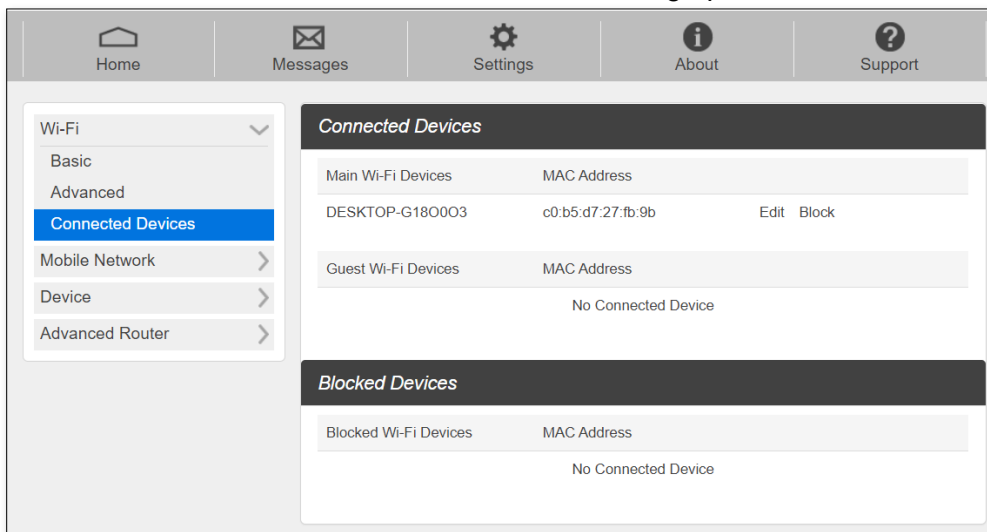 Home Messages Settings About Support
Wi-Fi
Basic
Advanced
Connected Devices
Mobile Network
Device
Advanced Router
Connected Devices
Main Wi-Fi Devices MAC Address
DESKTOP-G18O0O3 c0:b5:d7:27:fb:9b Edit Block
Guest Wi-Fi Devices MAC Address
No Connected Device
Blocked Devices
Blocked Wi-Fi Devices MAC Address
No Connected Device